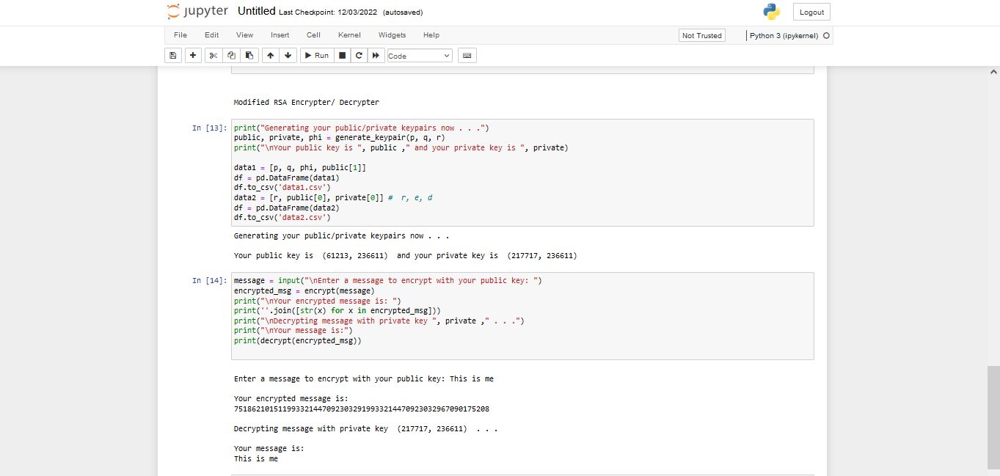 jupyter Untitled Last Checkpoint: 12/03/2022 (autosaved) Logout
File Edit View Insert Cell Kernel Widgets Help Not Trusted Python 3 (ipykernel)
Run Code
Modified RSA Encrypter/ Decrypter
In [13]: print("Generating your public/private keypairs now . . .")
public, private, phi = generate_keypair(p, q, r)
print("\nYour public key is ", public ," and your private key is ", private)
data1 = [p, q, phi, public[1]]
df = pd.DataFrame(data1)
df.to_csv('data1.csv')
data2 = [r, public[0], private[0]] # r, e, d
df = pd.DataFrame(data2)
df.to_csv('data2.csv')
Generating your public/private keypairs now . . .
Your public key is (61213, 236611) and your private key is (217717, 236611)
In [14]: message = input("\nEnter a message to encrypt with your public key: ")
encrypted_msg = encrypt(message)
print("\nYour encrypted message is: ")
print(''.join([str(x) for x in encrypted_msg]))
print("\nDecrypting message with private key ", private ," . . .")
print("\nYour message is:")
print(decrypt(encrypted_msg))
Enter a message to encrypt with your public key: This is me
Your encrypted message is:
7518621015119933214470923032919933214470923032967090175208
Decrypting message with private key (217717, 236611) . . .
Your message is:
This is me